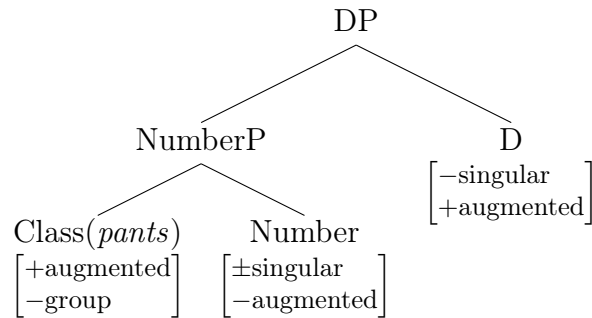 DP
NumberP D
[−singular
+augmented]
Class(pants) Number
[+augmented [±singular
−group] −augmented]